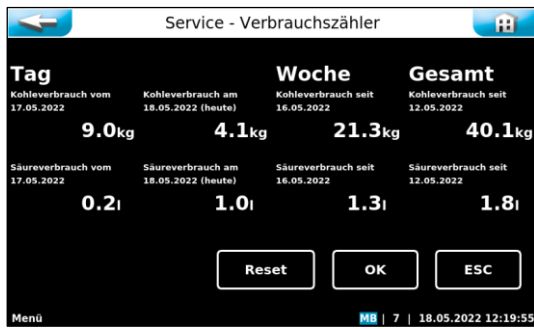 Service - Verbrauchszähler
Tag Woche Gesamt
Kohleverbrauch vom Kohleverbrauch am Kohleverbrauch seit Kohleverbrauch seit
17.05.2022 18.05.2022 (heute) 16.05.2022 12.05.2022
9.0kg 4.1kg 21.3kg 40.1kg
Säureverbrauch vom Säureverbrauch am Säureverbrauch seit Säureverbrauch seit
17.05.2022 18.05.2022 (heute) 16.05.2022 12.05.2022
0.2l 1.0l 1.3l 1.8l
Reset OK ESC
Menü MB | 7 | 18.05.2022 12:19:55